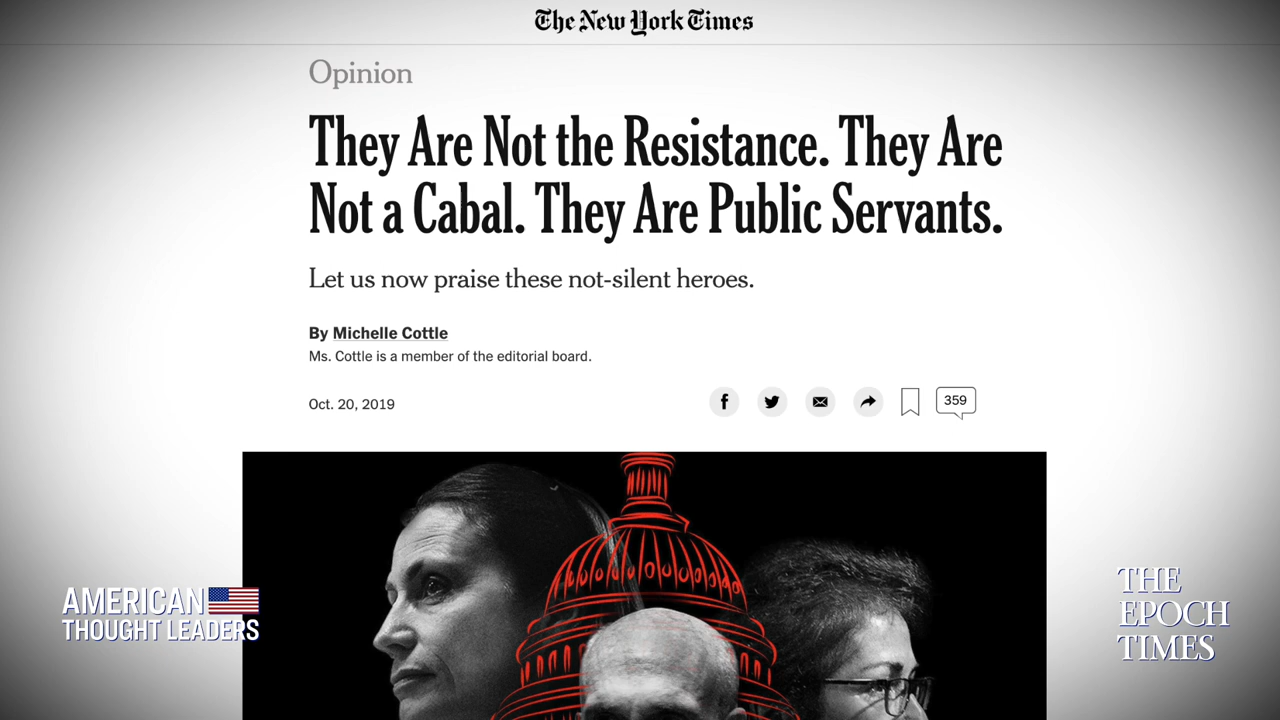 The New York Times
Opinion
They Are Not the Resistance. They Are
Not a Cabal. They Are Public Servants.
Let us now praise these not-silent heroes.
By Michelle Cottle
Ms. Cottle is a member of the editorial board.
Oct. 20, 2019
359
AMERICAN
THOUGHT LEADERS
THE
EPOCH
TIMES